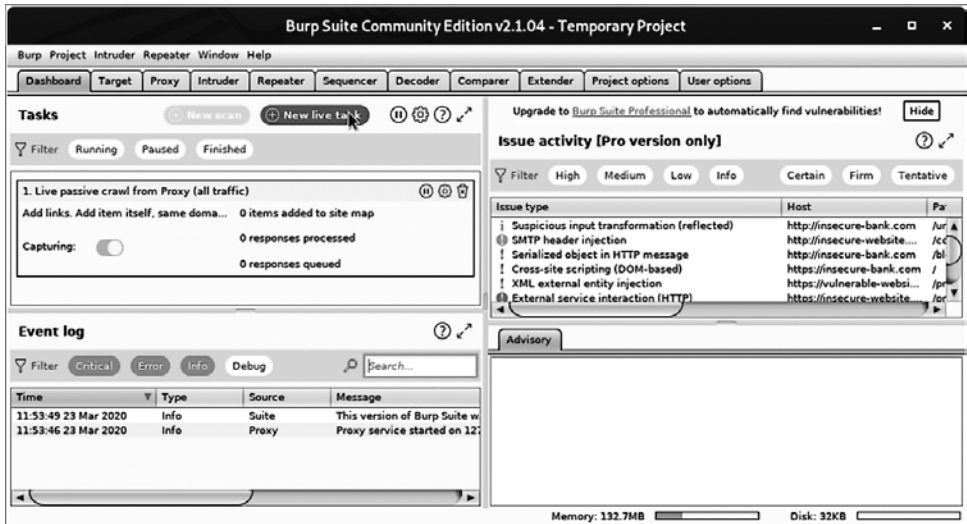 Burp Suite Community Edition v2.1.04 - Temporary Project
Burp Project Intruder Repeater Window Help
Dashboard Target Proxy Intruder Repeater Sequencer Decoder Comparer Extender Project options User options
Tasks
New scan
New live task
Filter Running Paused Finished
1. Live passive crawl from Proxy (all traffic)
Add links. Add item itself, same doma... 0 items added to site map
Capturing:
0 responses processed
0 responses queued
Event log
Filter Critical Error Info Debug Search...
Time Type Source Message
11:53:49 23 Mar 2020 Info Suite This version of Burp Suite w
11:53:46 23 Mar 2020 Info Proxy Proxy service started on 127
Upgrade to Burp Suite Professional to automatically find vulnerabilities! Hide
Issue activity [Pro version only]
Filter High Medium Low Info Certain Firm Tentative
Issue type Host Pa
Suspicious input transformation (reflected) http://insecure-bank.com /ur
SMTP header injection http://insecure-website.... /cc
Serialized object in HTTP message http://insecure-bank.com /bl
Cross-site scripting (DOM-based) https://insecure-bank.com /
XML external entity injection https://vulnerable-websi... /pr
External service interaction (HTTP) https://insecure-website.... /pr
Advisory
Memory: 132.7MB Disk: 32KB